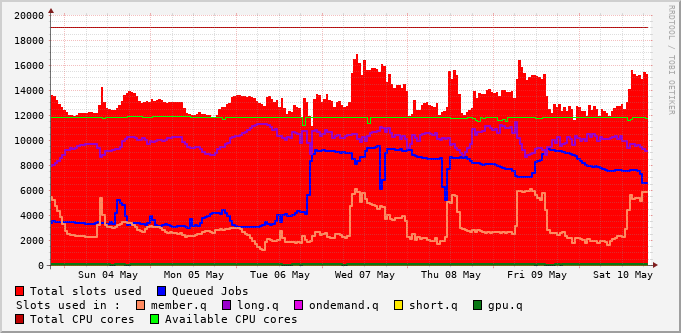 RRDTOOL / TOBI OETIKER
20000
18000
16000
14000
12000
10000
8000
6000
4000
2000
0
Sun 04 May Mon 05 May Tue 06 May Wed 07 May Thu 08 May Fri 09 May Sat 10 May
Total slots used Queued Jobs
Slots used in : member.q long.q ondemand.q short.q gpu.q
Total CPU cores Available CPU cores